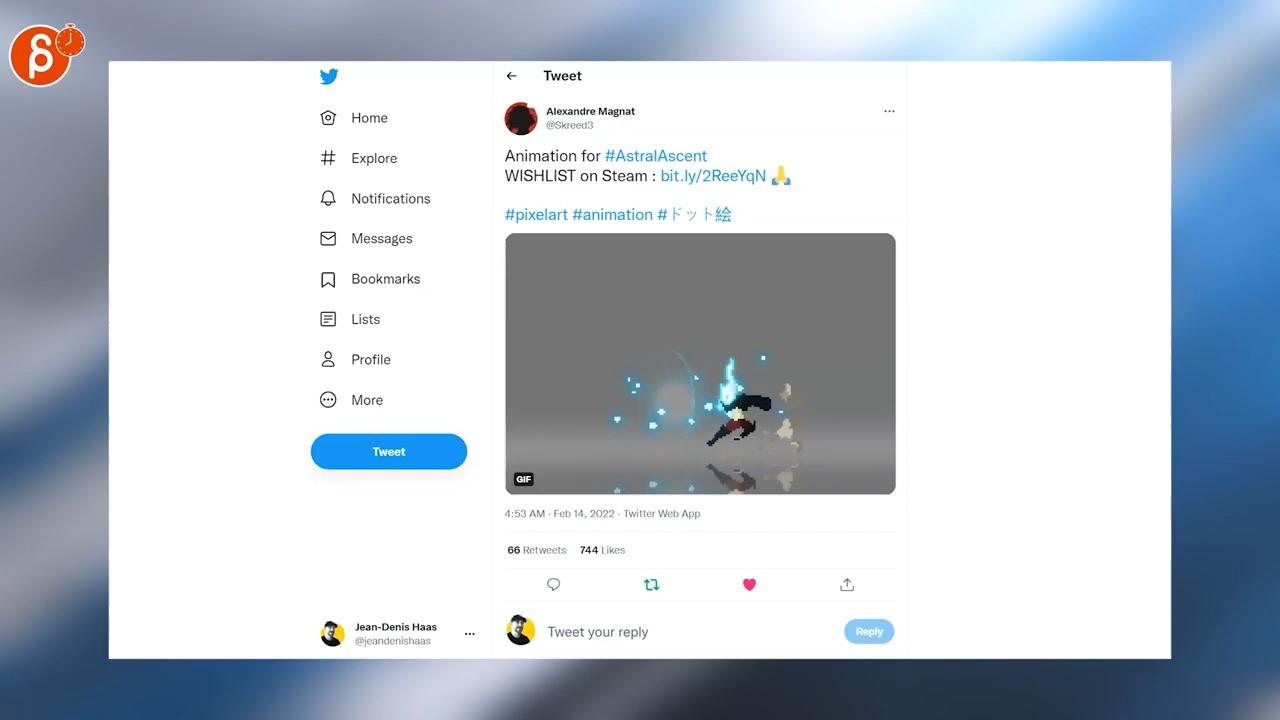 Tweet
Alexandre Magnat
@Skreed3
Home
Explore
Notifications
Messages
Bookmarks
Lists
Profile
More
Tweet
Jean-Denis Haas
@jeandenishaas
Animation for #AstralAscent
WISHLIST on Steam : bit.ly/2ReeYqN 🙏
#pixelart #animation #ドット絵
GIF
4:53 AM · Feb 14, 2022 · Twitter Web App
66 Retweets 744 Likes
Tweet your reply
Reply